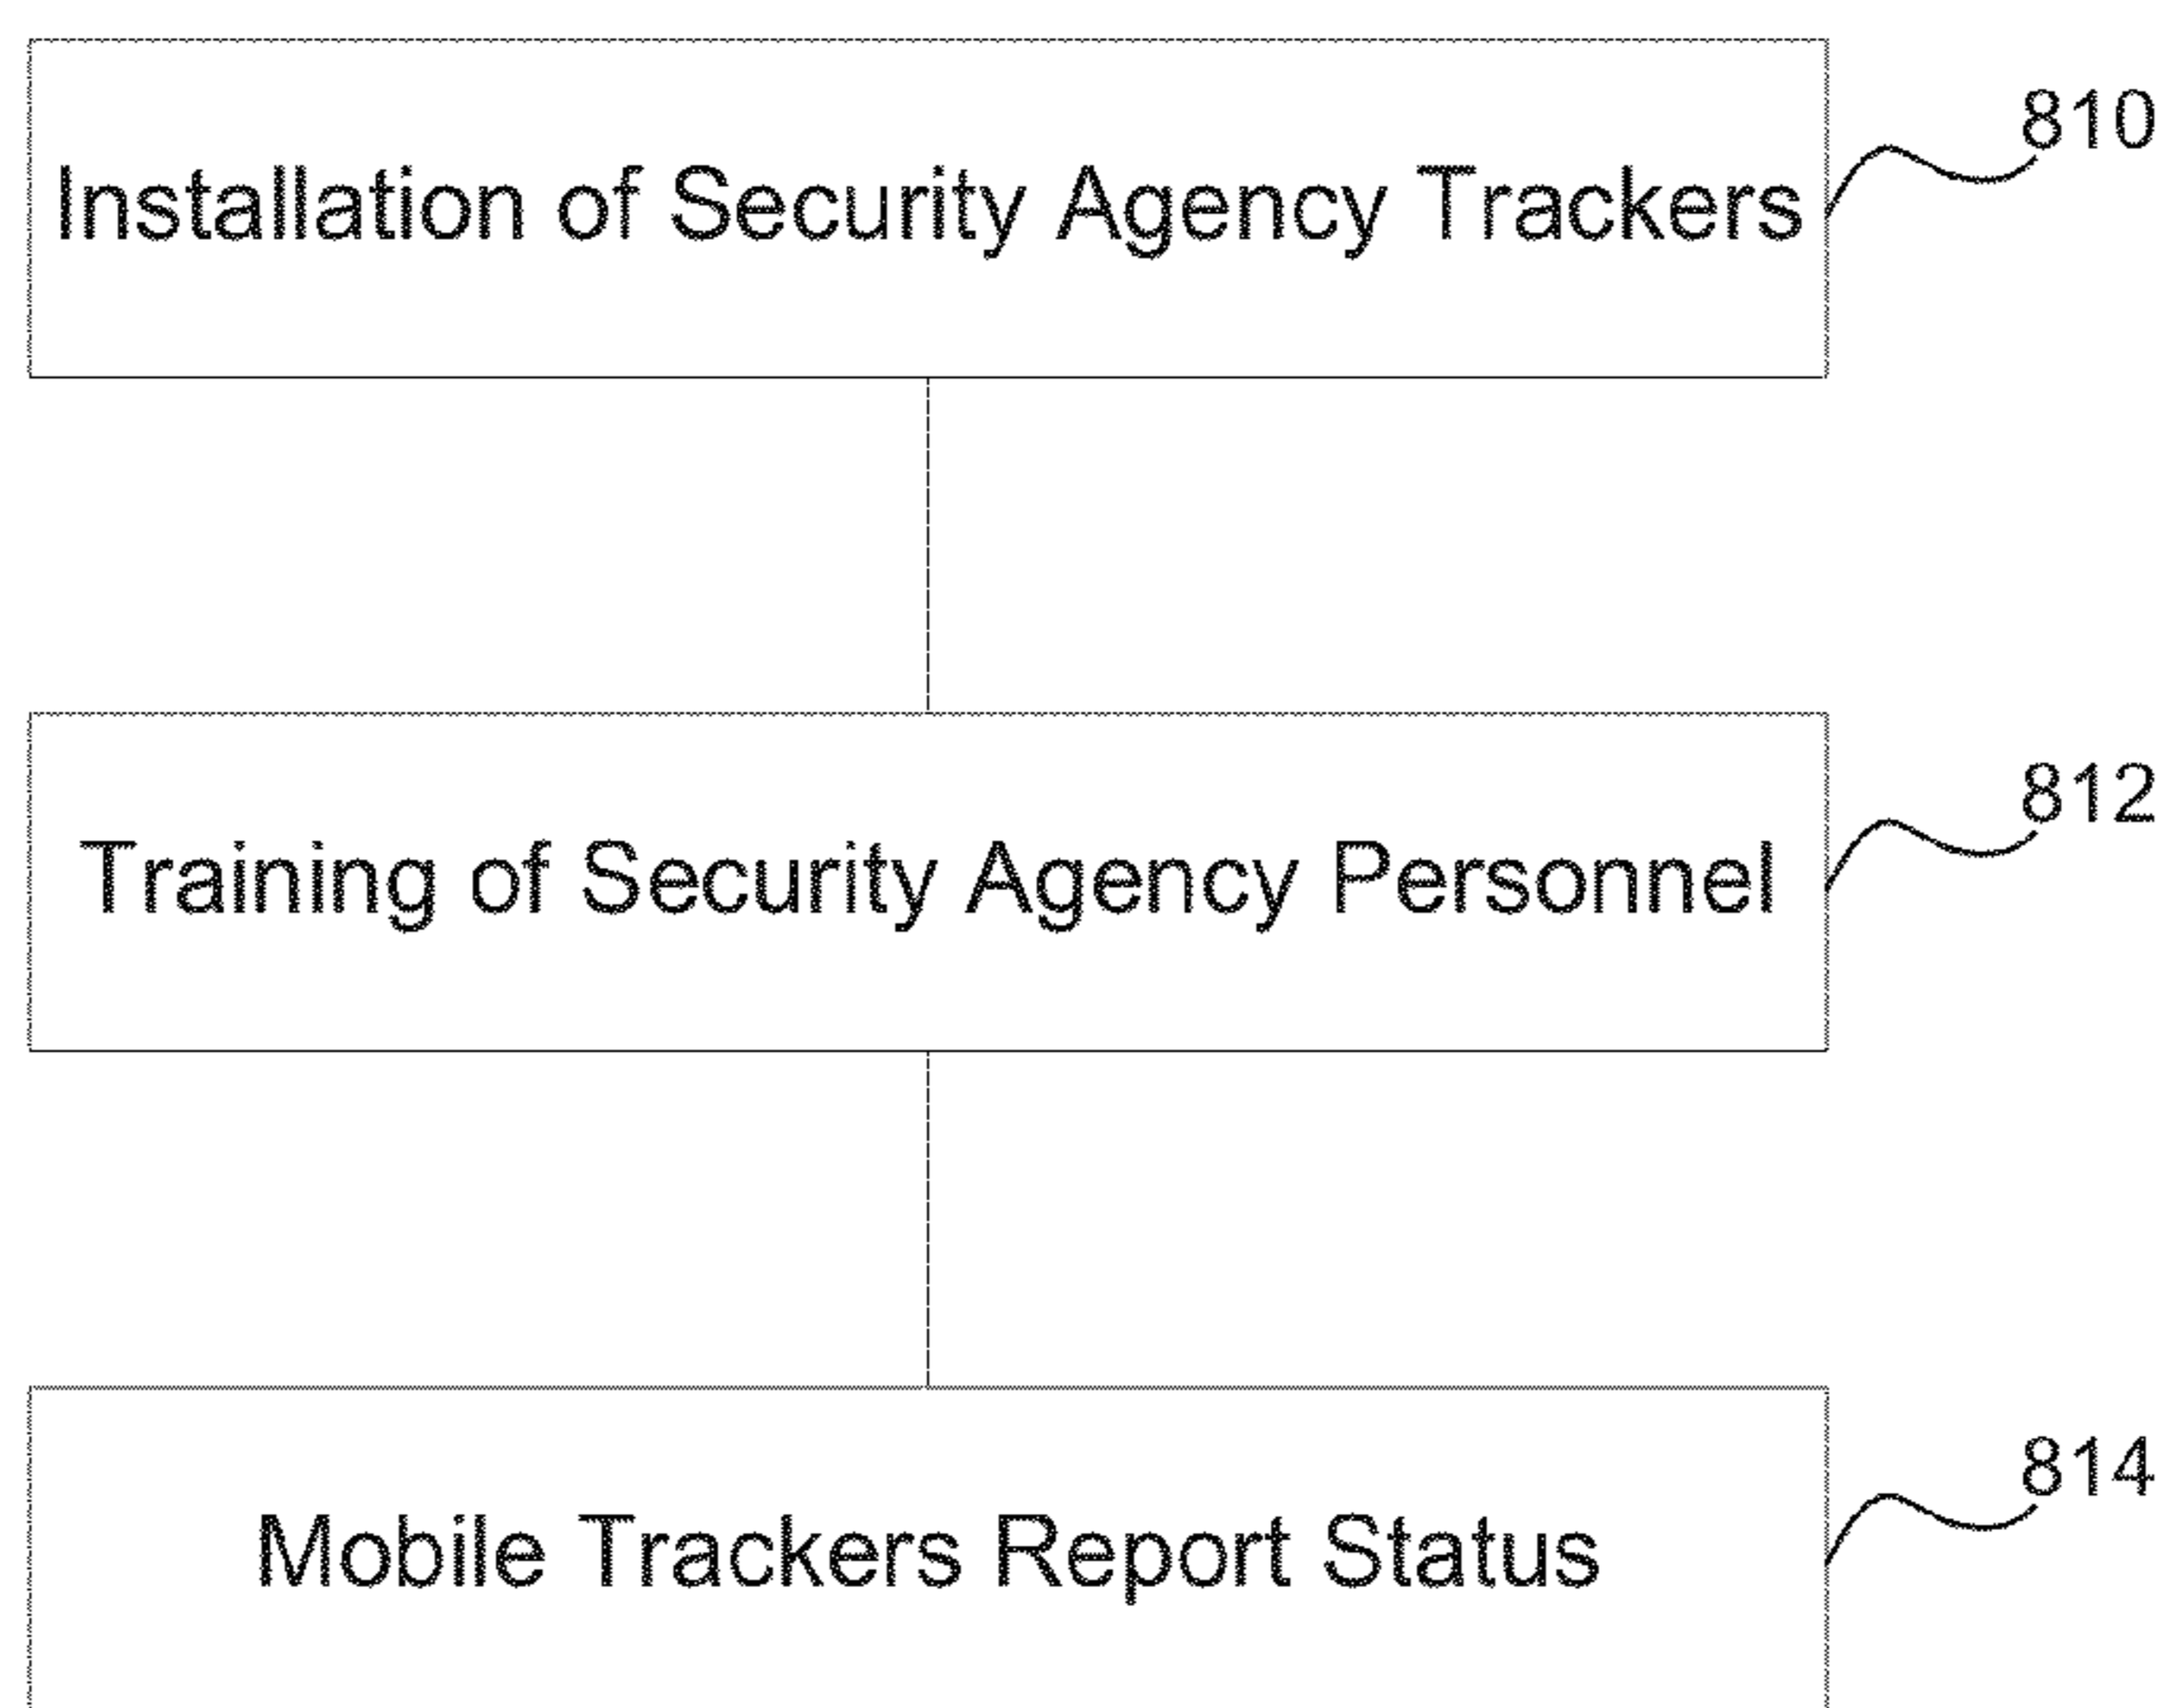 Installation of Security Agency Trackers
810
Training of Security Agency Personnel
812
Mobile Trackers Report Status
814